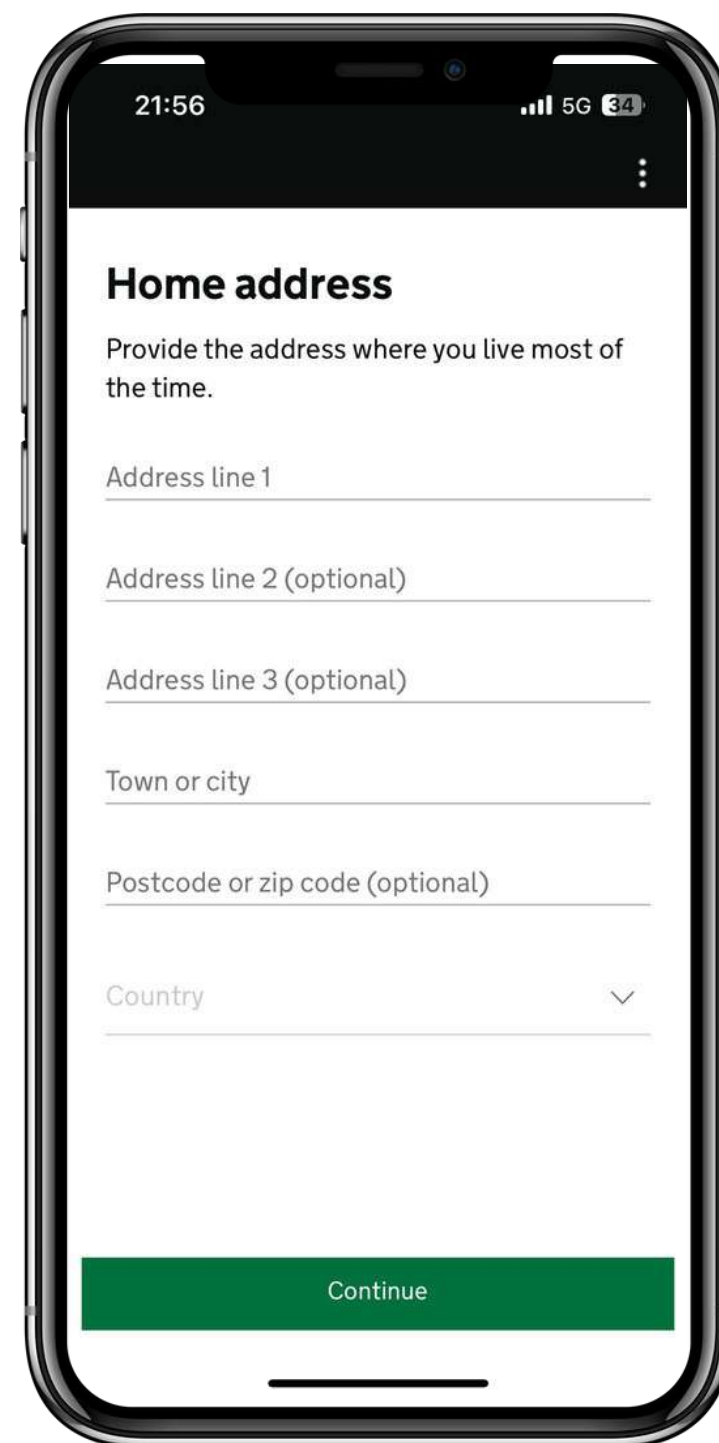 21:56 5G 34
Home address
Provide the address where you live most of
the time.
Address line 1
Address line 2 (optional)
Address line 3 (optional)
Town or city
Postcode or zip code (optional)
Country
Continue